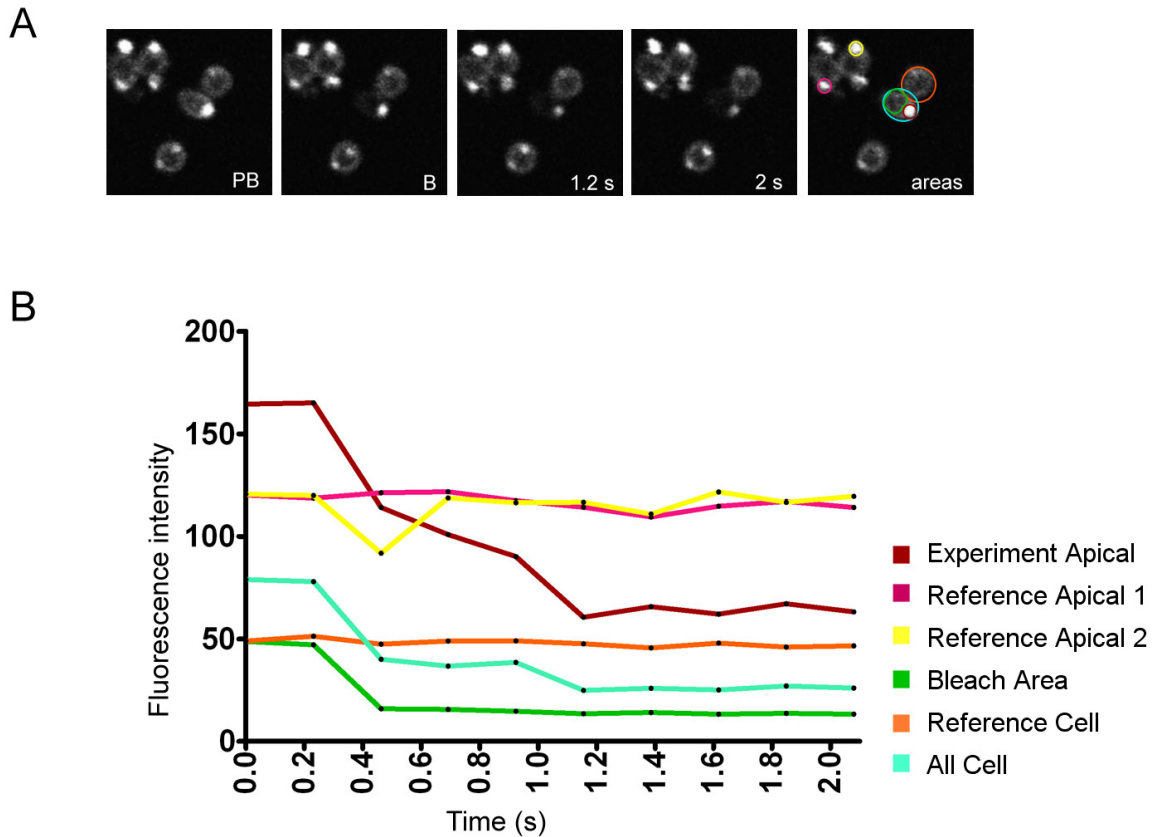 A
PB
B
1.2 s
2 s
areas
B
200
150
100
50
0
Fluorescence intensity
0.0 0.2 0.4 0.6 0.8 1.0 1.2 1.4 1.6 1.8 2.0
Time (s)
Experiment Apical
Reference Apical 1
Reference Apical 2
Bleach Area
Reference Cell
All Cell